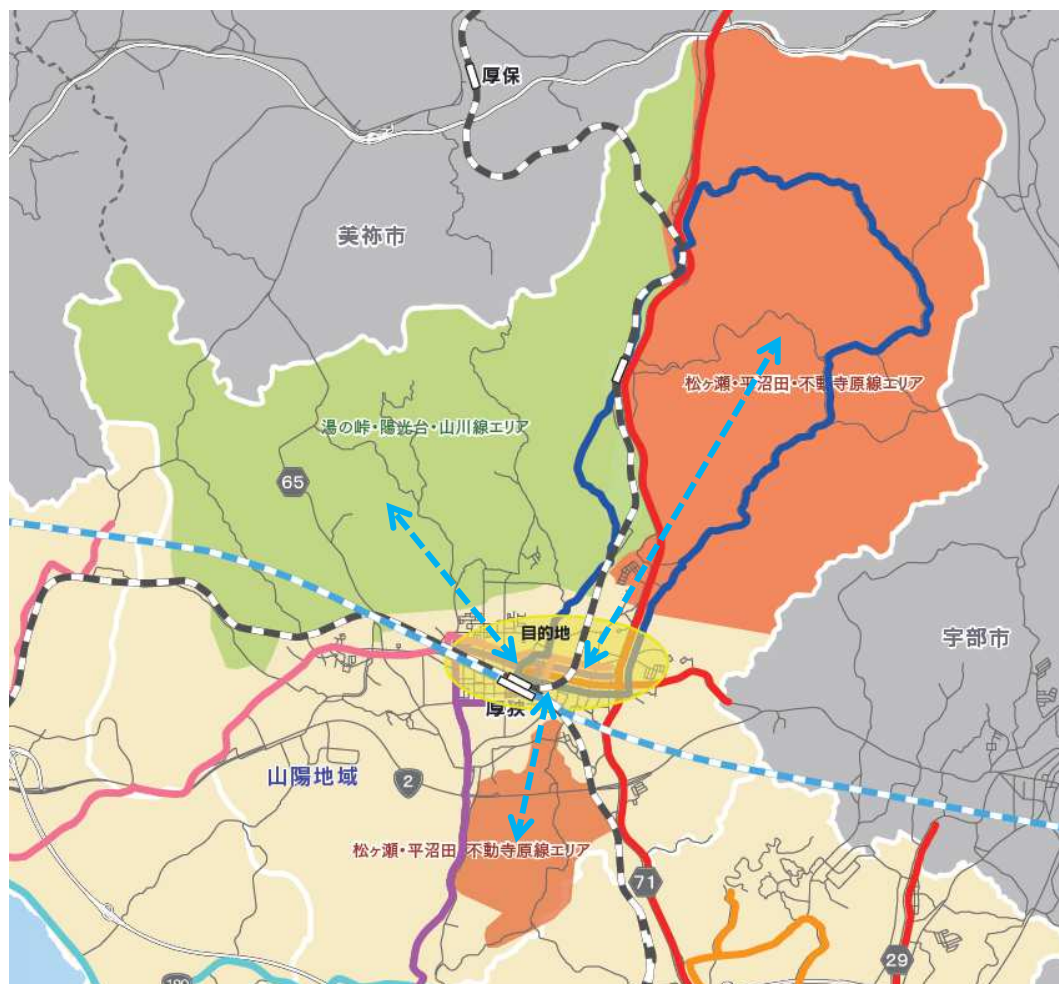 厚保
美祢市
松ヶ瀬・平沼田・不動寺原線エリア
湯の峠・陽光台・山川線エリア
65
目的地
宇部市
厚狭
山陽地域
2
松ヶ瀬・平沼田・不動寺原線エリア
71
29
190